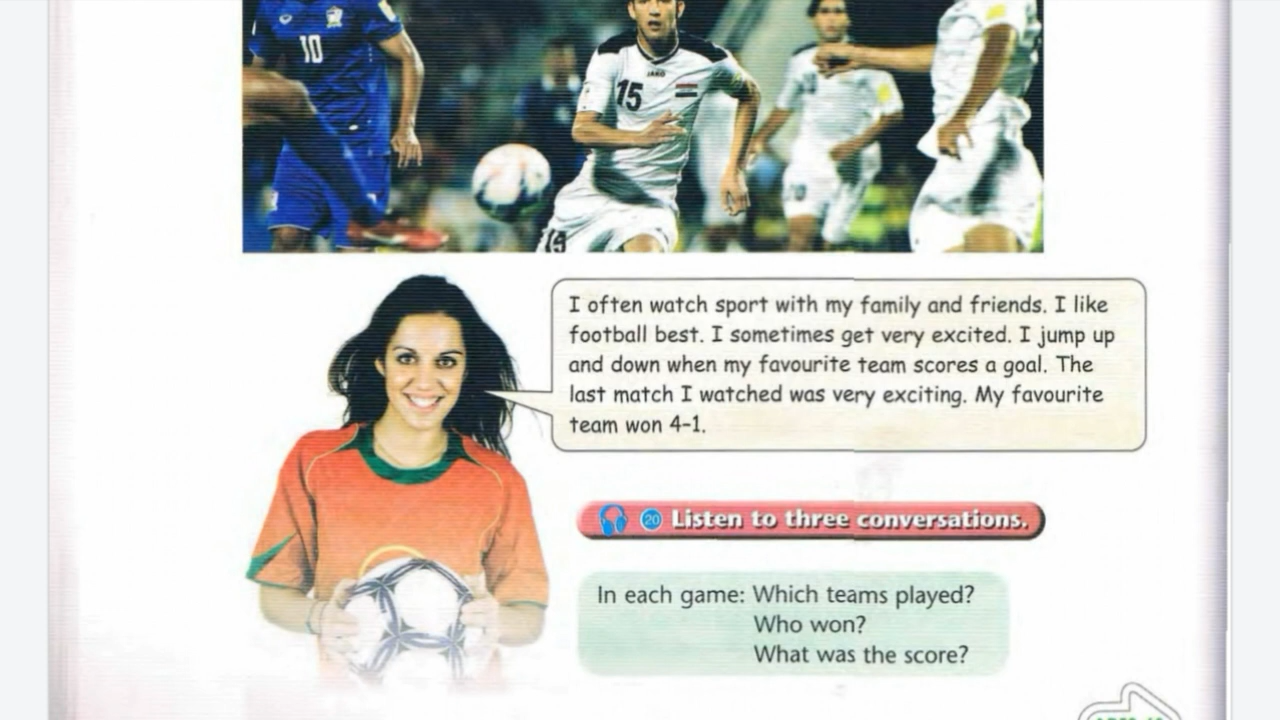 10
15
JAKO
15
I often watch sport with my family and friends. I like
football best. I sometimes get very excited. I jump up
and down when my favourite team scores a goal. The
last match I watched was very exciting. My favourite
team won 4–1.
20 Listen to three conversations.
In each game: Which teams played?
Who won?
What was the score?